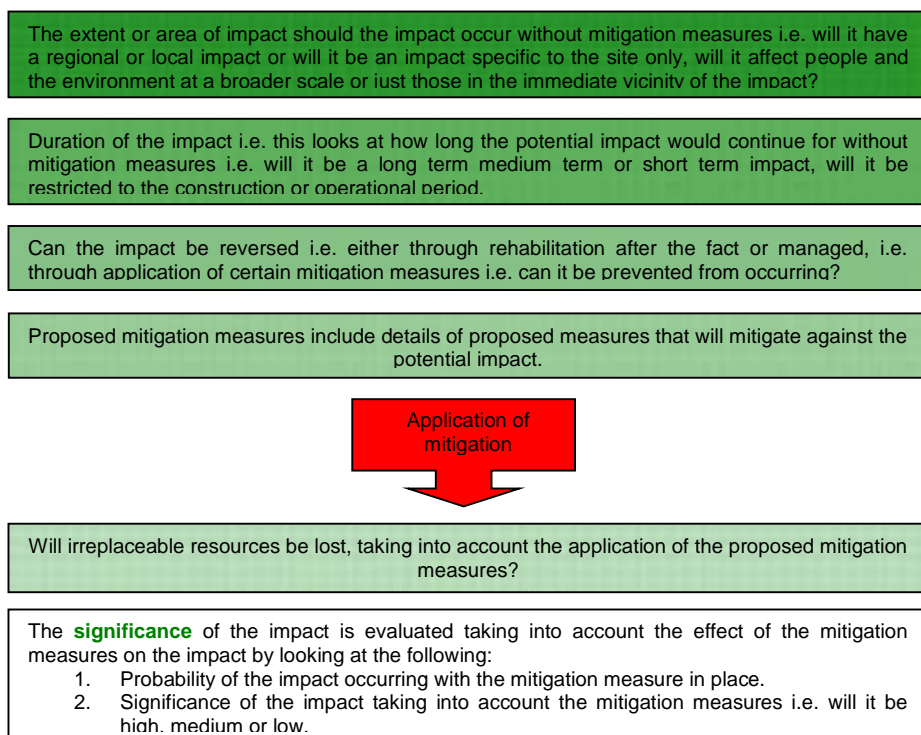 The extent or area of impact should the impact occur without mitigation measures i.e. will it have
a regional or local impact or will it be an impact specific to the site only, will it affect people and
the environment at a broader scale or just those in the immediate vicinity of the impact?
Duration of the impact i.e. this looks at how long the potential impact would continue for without
mitigation measures i.e. will it be a long term medium term or short term impact, will it be
restricted to the construction or operational period.
Can the impact be reversed i.e. either through rehabilitation after the fact or managed, i.e.
through application of certain mitigation measures i.e. can it be prevented from occurring?
Proposed mitigation measures include details of proposed measures that will mitigate against the
potential impact.
Application of
mitigation
Will irreplaceable resources be lost, taking into account the application of the proposed mitigation
measures?
The significance of the impact is evaluated taking into account the effect of the mitigation
measures on the impact by looking at the following:
1. Probability of the impact occurring with the mitigation measure in place.
2. Significance of the impact taking into account the mitigation measures i.e. will it be
high, medium or low.